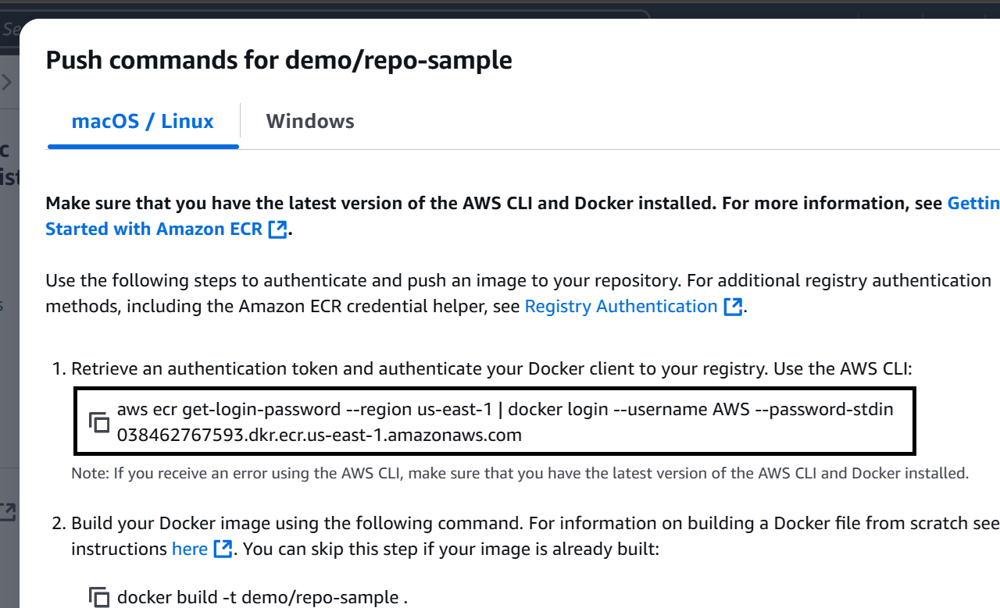 Se
Push commands for demo/repo-sample
macOS / Linux
Windows
c
ist
Make sure that you have the latest version of the AWS CLI and Docker installed. For more information, see Gettin
Started with Amazon ECR.
Use the following steps to authenticate and push an image to your repository. For additional registry authentication
methods, including the Amazon ECR credential helper, see Registry Authentication.
s
1. Retrieve an authentication token and authenticate your Docker client to your registry. Use the AWS CLI:
aws ecr get-login-password --region us-east-1 | docker login --username AWS --password-stdin
038462767593.dkr.ecr.us-east-1.amazonaws.com
Note: If you receive an error using the AWS CLI, make sure that you have the latest version of the AWS CLI and Docker installed.
2. Build your Docker image using the following command. For information on building a Docker file from scratch see
instructions here. You can skip this step if your image is already built:
docker build -t demo/repo-sample .